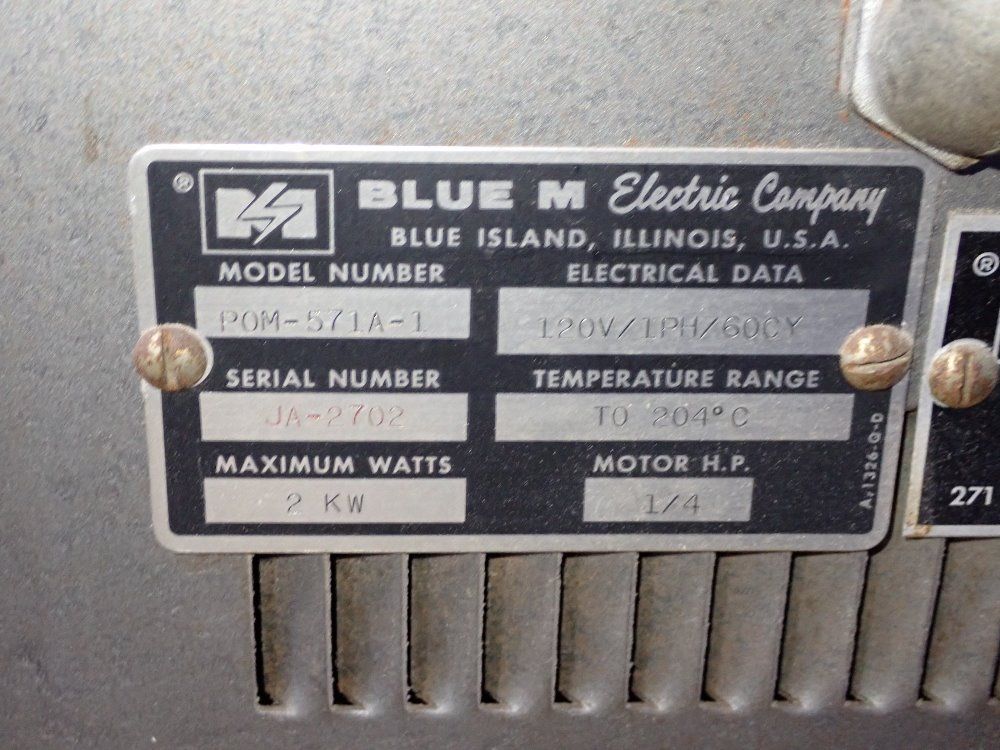 ® BLUE M Electric Company
BLUE ISLAND, ILLINOIS, U.S.A.
MODEL NUMBER
POM-571A-1
ELECTRICAL DATA
120V/1PH/60CY
SERIAL NUMBER
JA-2702
TEMPERATURE RANGE
TO 204°C
MAXIMUM WATTS
2 KW
MOTOR H.P.
1/4
A-1326-Q-D
®
271